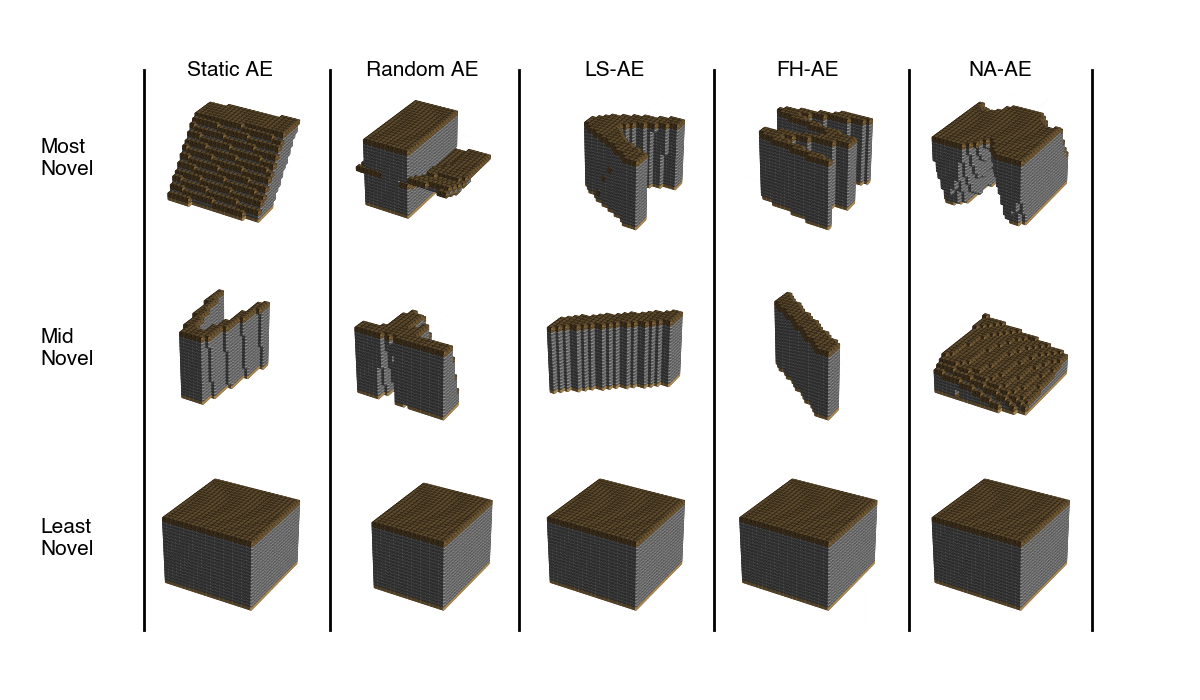 Static AE
Random AE
LS-AE
FH-AE
NA-AE
Most
Novel
Mid
Novel
Least
Novel